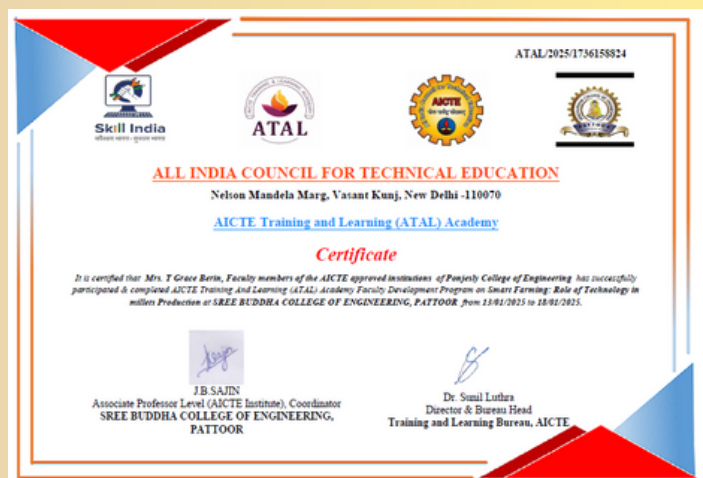 ATAL/2025/1736158824
Skill India
कौशल भारत - कुशल भारत
ATAL
AICTE
ALL INDIA COUNCIL FOR TECHNICAL EDUCATION
Nelson Mandela Marg, Vasant Kunj, New Delhi -110070
AICTE Training and Learning (ATAL) Academy
Certificate
It is certified that Mrs. T Grace Berin, Faculty members of the AICTE approved institutions of Ponjesly College of Engineering has successfully
participated & completed AICTE Training And Learning (ATAL) Academy Faculty Development Program on Smart Farming: Role of Technology in
millets Production at SREE BUDDHA COLLEGE OF ENGINEERING, PATTOOR from 13/01/2025 to 18/01/2025.
J.B.SAJIN
Associate Professor Level (AICTE Institute), Coordinator
SREE BUDDHA COLLEGE OF ENGINEERING,
PATTOOR
Dr. Sunil Luthra
Director & Bureau Head
Training and Learning Bureau, AICTE